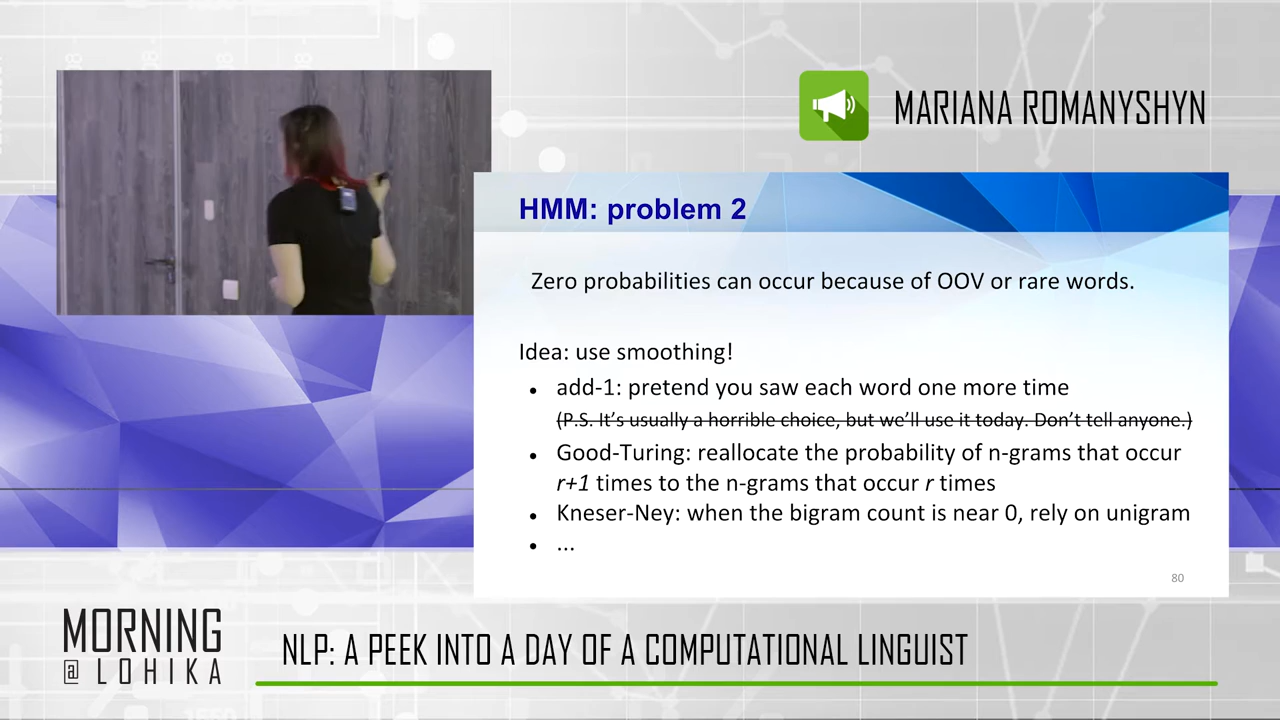 MARIANA ROMANYSHYN
HMM: problem 2
Zero probabilities can occur because of OOV or rare words.
Idea: use smoothing!
• add-1: pretend you saw each word one more time
(P.S. It’s usually a horrible choice, but we’ll use it today. Don’t tell anyone.)
• Good-Turing: reallocate the probability of n-grams that occur
r+1 times to the n-grams that occur r times
• Kneser-Ney: when the bigram count is near 0, rely on unigram
• ...
80
MORNING
@ LOHIKA
NLP: A PEEK INTO A DAY OF A COMPUTATIONAL LINGUIST